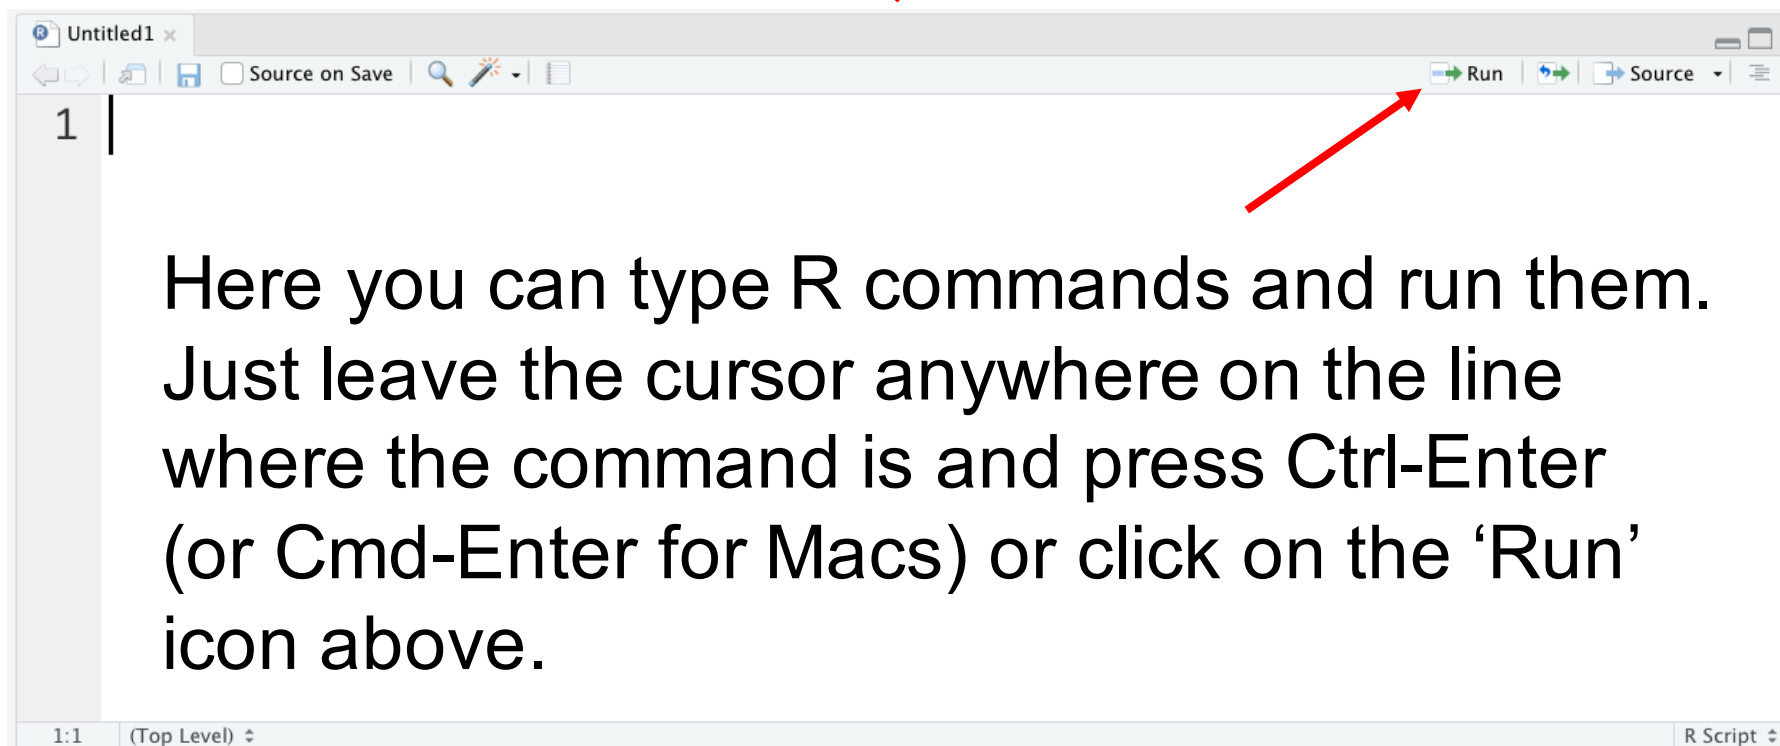 Untitled1
Source on Save
Run
Source
1
Here you can type R commands and run them.
Just leave the cursor anywhere on the line
where the command is and press Ctrl-Enter
(or Cmd-Enter for Macs) or click on the ‘Run’
icon above.
1:1 (Top Level) R Script